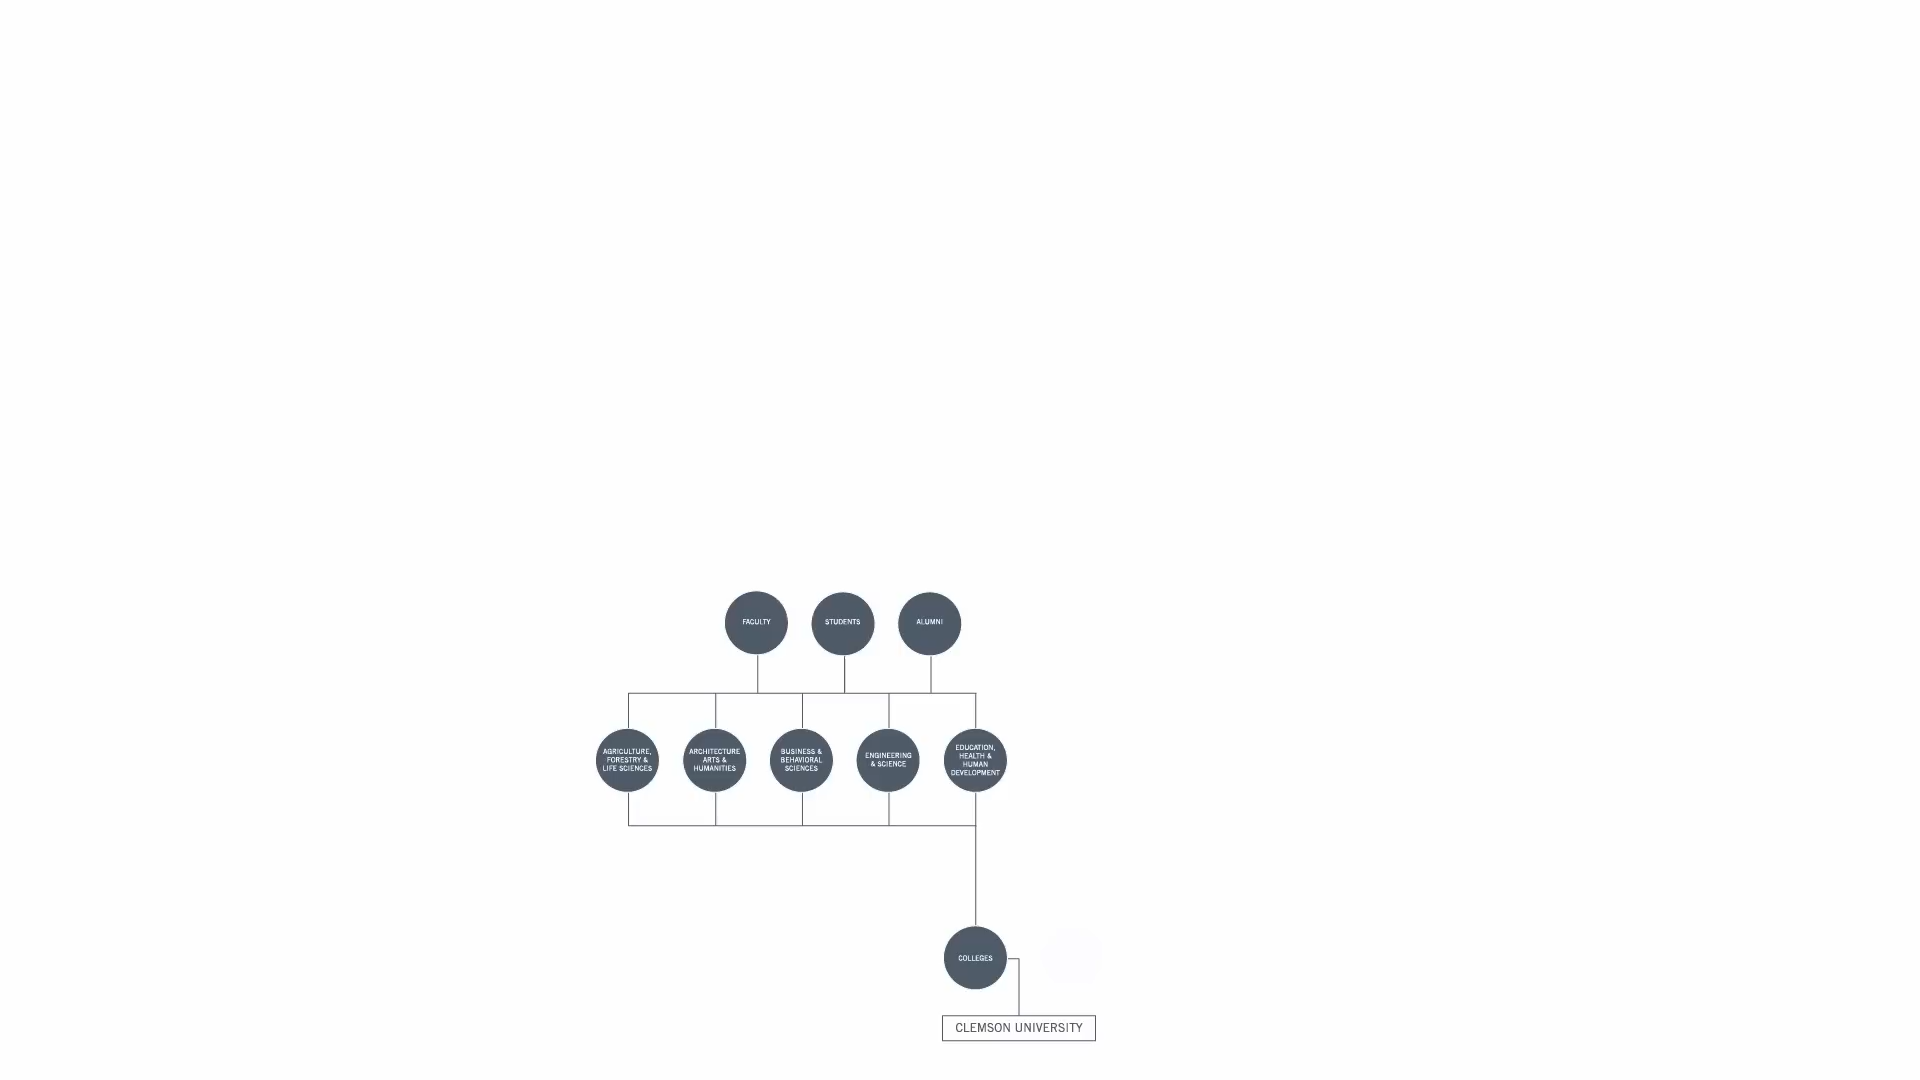 FACULTY
STUDENTS
ALUMNI
AGRICULTURE,
FORESTRY &
LIFE SCIENCES
ARCHITECTURE
ARTS &
HUMANITIES
BUSINESS &
BEHAVIORAL
SCIENCES
ENGINEERING
& SCIENCE
EDUCATION,
HEALTH &
HUMAN
DEVELOPMENT
COLLEGES
CLEMSON UNIVERSITY